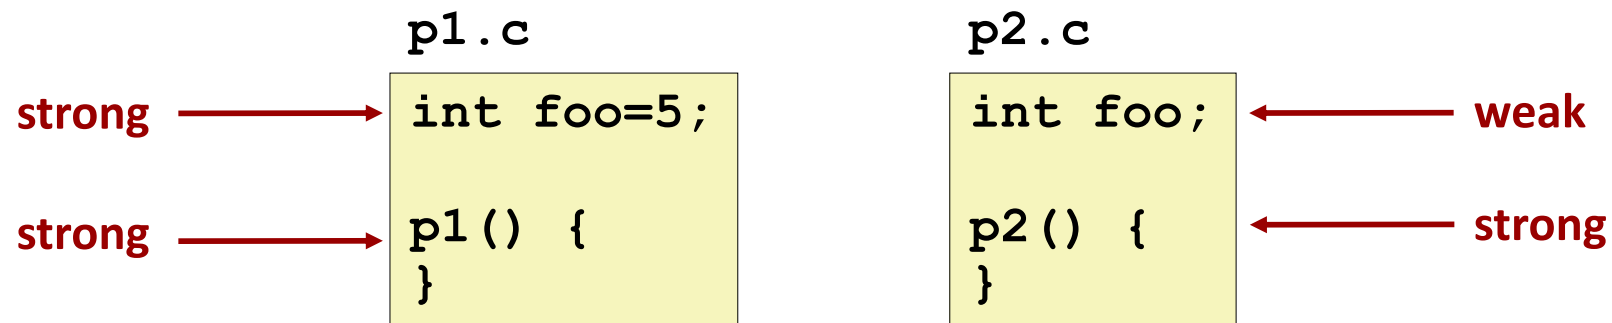 p1.c
p2.c
strong
int foo=5;
int foo;
weak
strong
p1() {
p2() {
strong
}
}